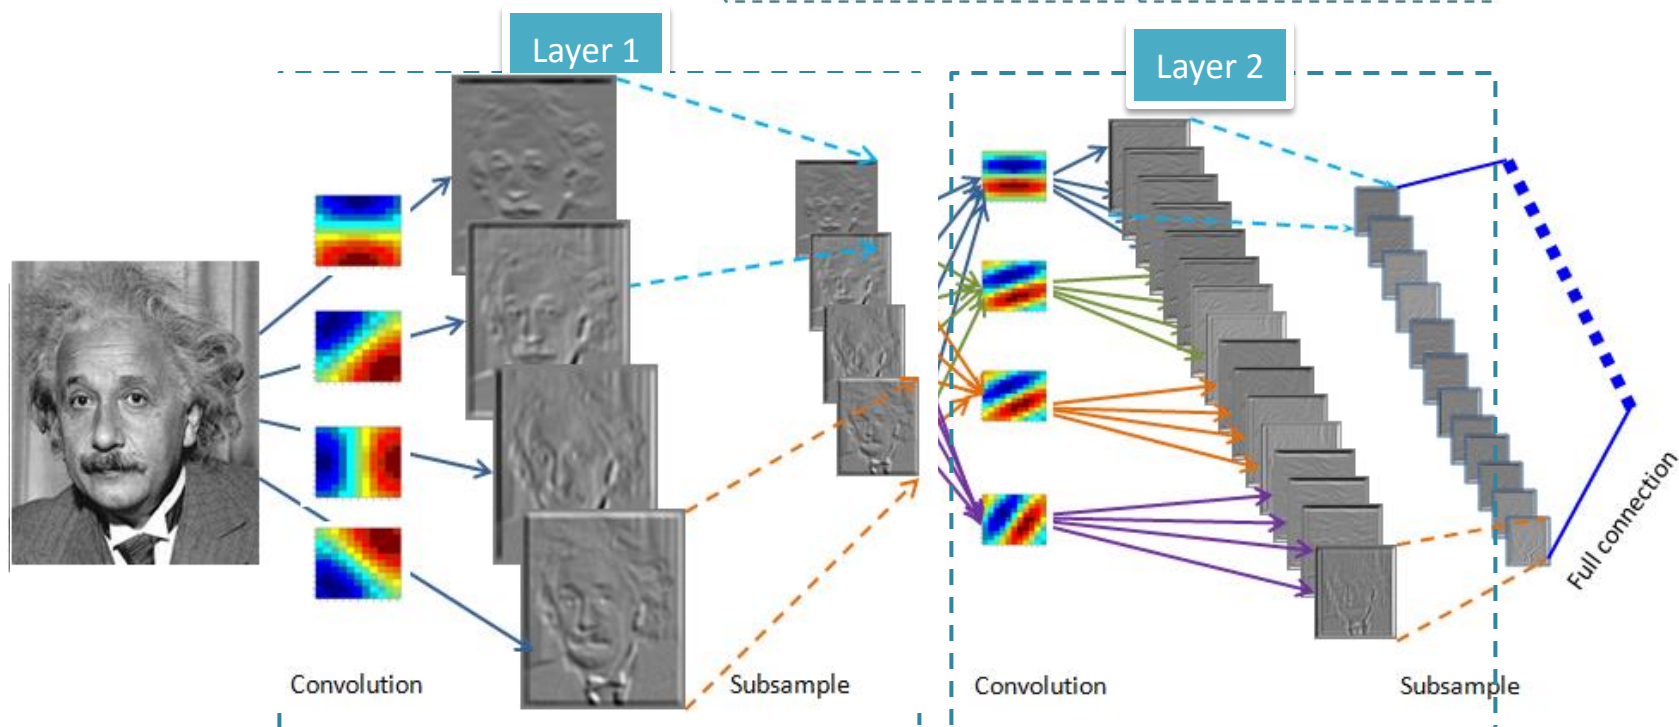 Layer 1
Layer 2
Convolution
Subsample
Convolution
Subsample
Full connection